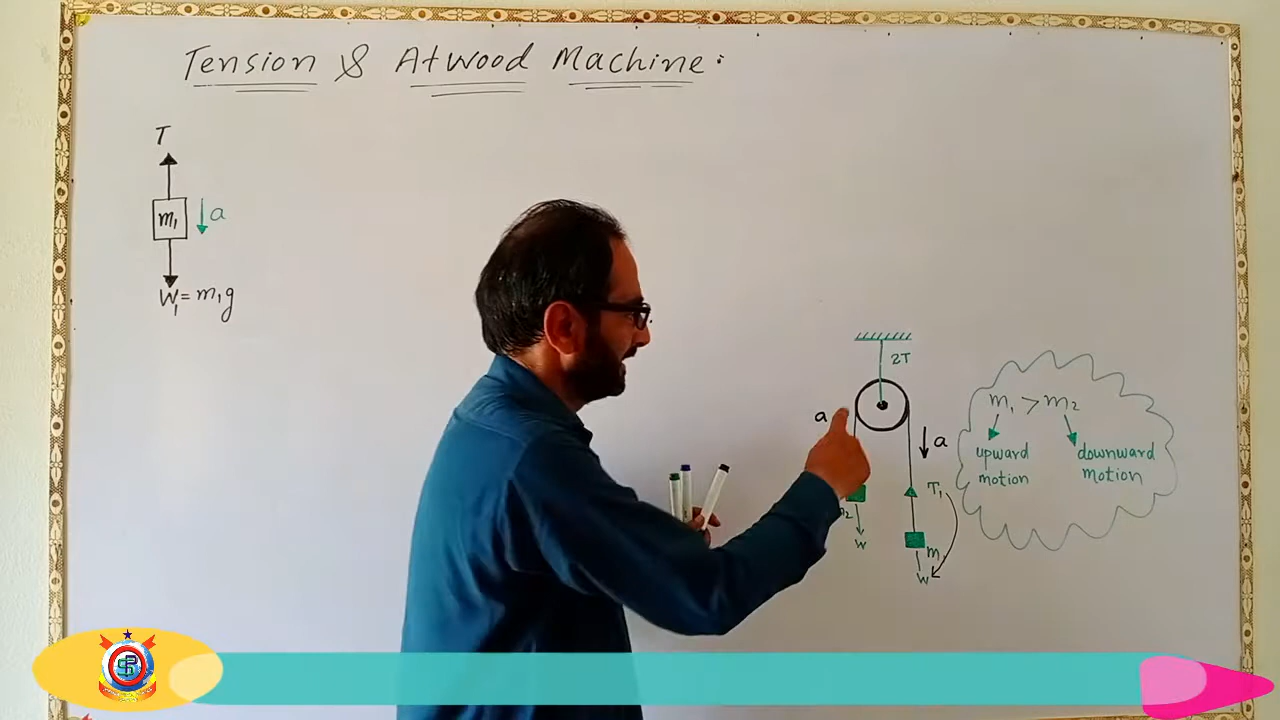 Tension & Atwood Machine:
T
m₁
a
W₁ = m₁g
2T
a
a
T₁
W
m
W
m₁ > m₂
upward motion
downward motion